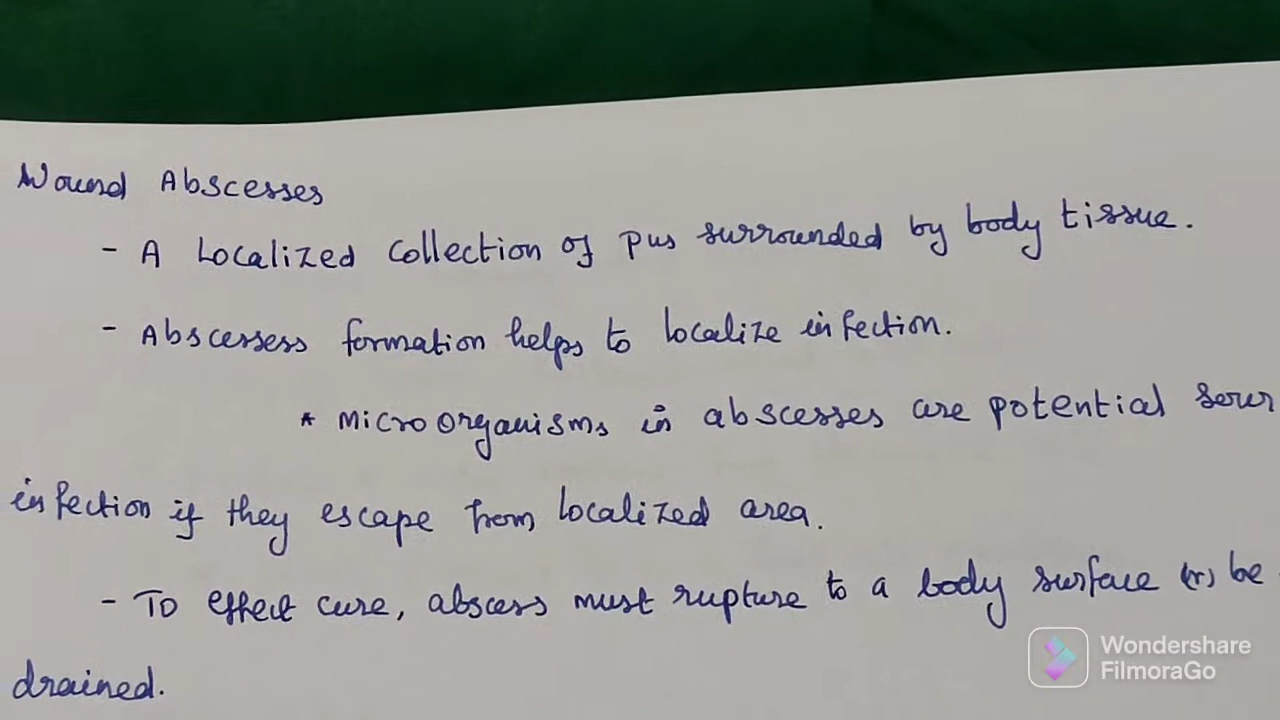 Wound Abscesses
- A Localized collection of pus surrounded by body tissue.
- Abscessess formation helps to localize infection.
* Microorganisms in abscesses are potential
infection if they escape from localized area.
- To effect cure, abscess must rupture to a body surface (or) be
drained.
Wondershare
FilmoraGo